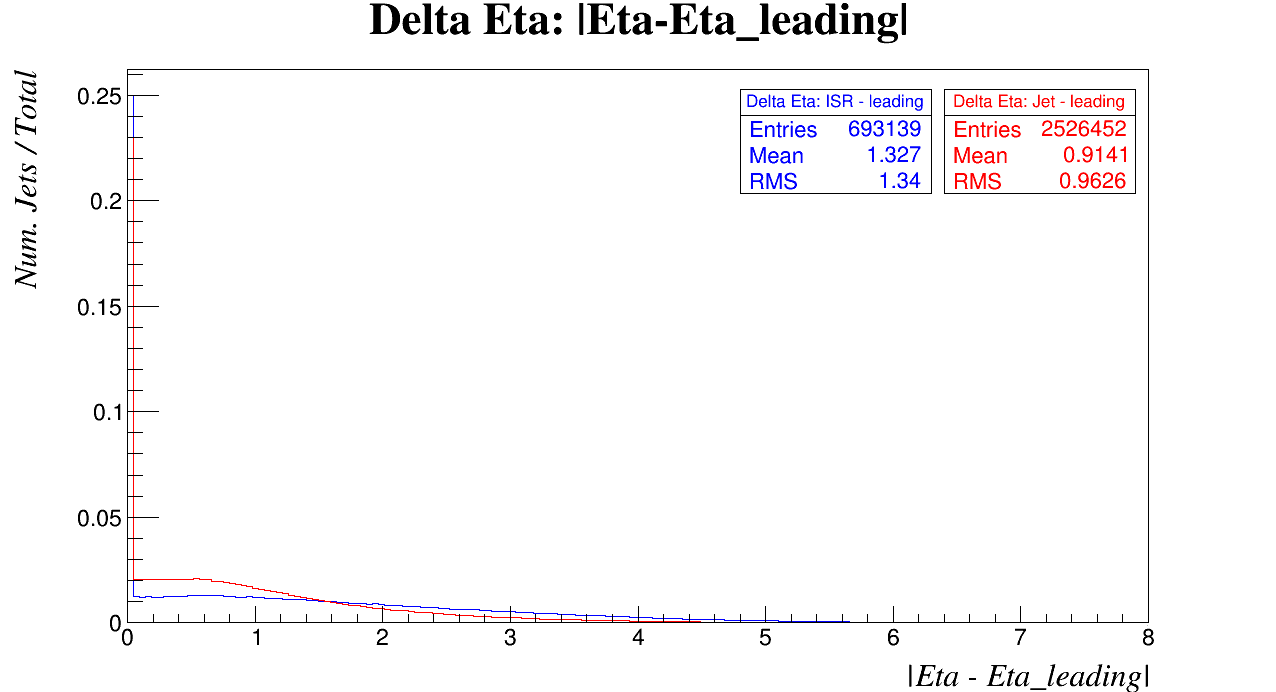 Delta Eta: |Eta-Eta_leading|
Num. Jets / Total
0.25
0.2
0.15
0.1
0.05
0
Delta Eta: ISR - leading
Entries 693139
Mean 1.327
RMS 1.34
Delta Eta: Jet - leading
Entries 2526452
Mean 0.9141
RMS 0.9626
0 1 2 3 4 5 6 7 8
|Eta - Eta_leading|